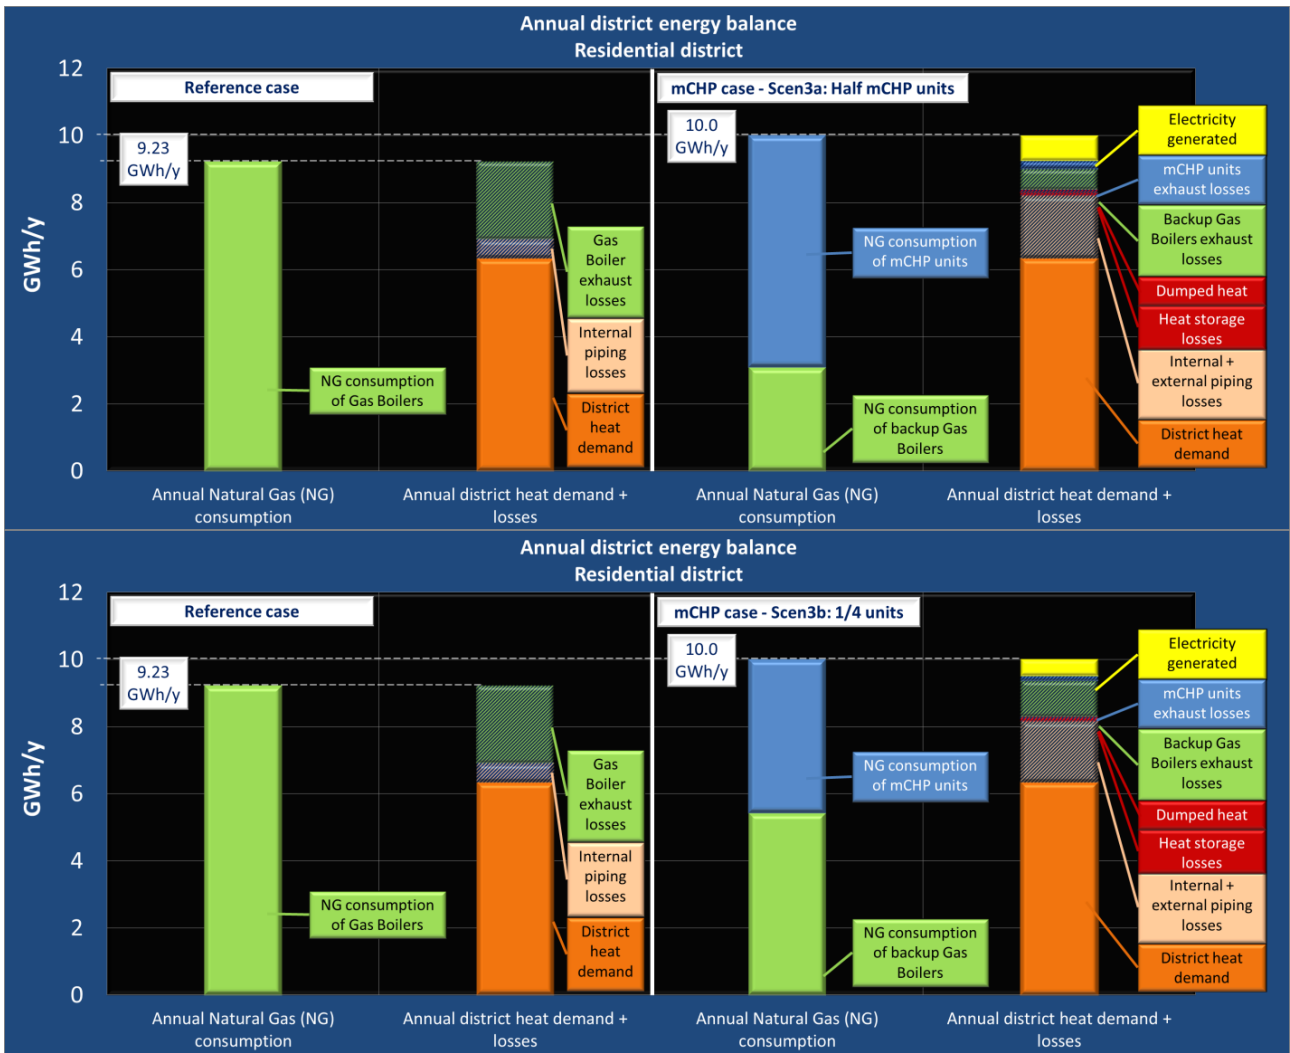 Annual district energy balance
Residential district
12
10
8
6
4
2
0
GWh/y
Reference case
9.23
GWh/y
NG consumption
of Gas Boilers
Gas
Boiler
exhaust
losses
Internal
piping
losses
District
heat
demand
Annual Natural Gas (NG)
consumption
Annual district heat demand +
losses
mCHP case - Scen3a: Half mCHP units
10.0
GWh/y
NG consumption
of mCHP units
NG consumption
of backup Gas
Boilers
Electricity
generated
mCHP units
exhaust losses
Backup Gas
Boilers exhaust
losses
Dumped heat
Heat storage
losses
Internal +
external piping
losses
District heat
demand
Annual Natural Gas (NG)
consumption
Annual district heat demand +
losses
Annual district energy balance
Residential district
12
10
8
6
4
2
0
GWh/y
Reference case
9.23
GWh/y
NG consumption
of Gas Boilers
Gas
Boiler
exhaust
losses
Internal
piping
losses
District
heat
demand
Annual Natural Gas (NG)
consumption
Annual district heat demand +
losses
mCHP case - Scen3b: 1/4 units
10.0
GWh/y
NG consumption
of mCHP units
NG consumption
of backup Gas
Boilers
Electricity
generated
mCHP units
exhaust losses
Backup Gas
Boilers exhaust
losses
Dumped heat
Heat storage
losses
Internal +
external piping
losses
District heat
demand
Annual Natural Gas (NG)
consumption
Annual district heat demand +
losses